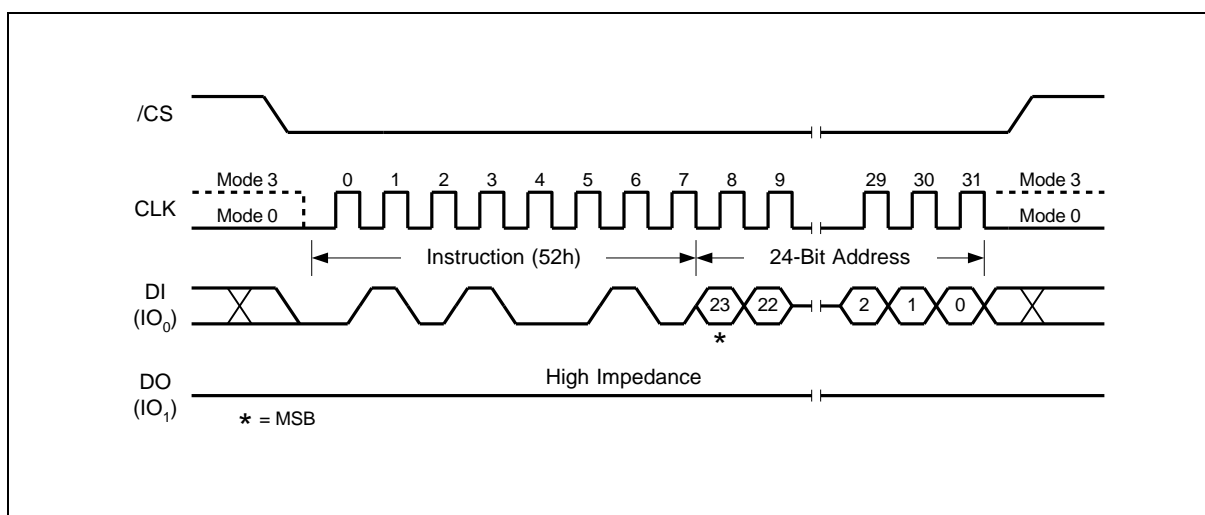 /CS
Mode 3 0 1 2 3 4 5 6 7 8 9 29 30 31 Mode 3
CLK
Mode 0 Mode 0
Instruction (52h) 24-Bit Address
DI
(IO0)
23 22 2 1 0
*
High Impedance
DO
(IO1)
* = MSB